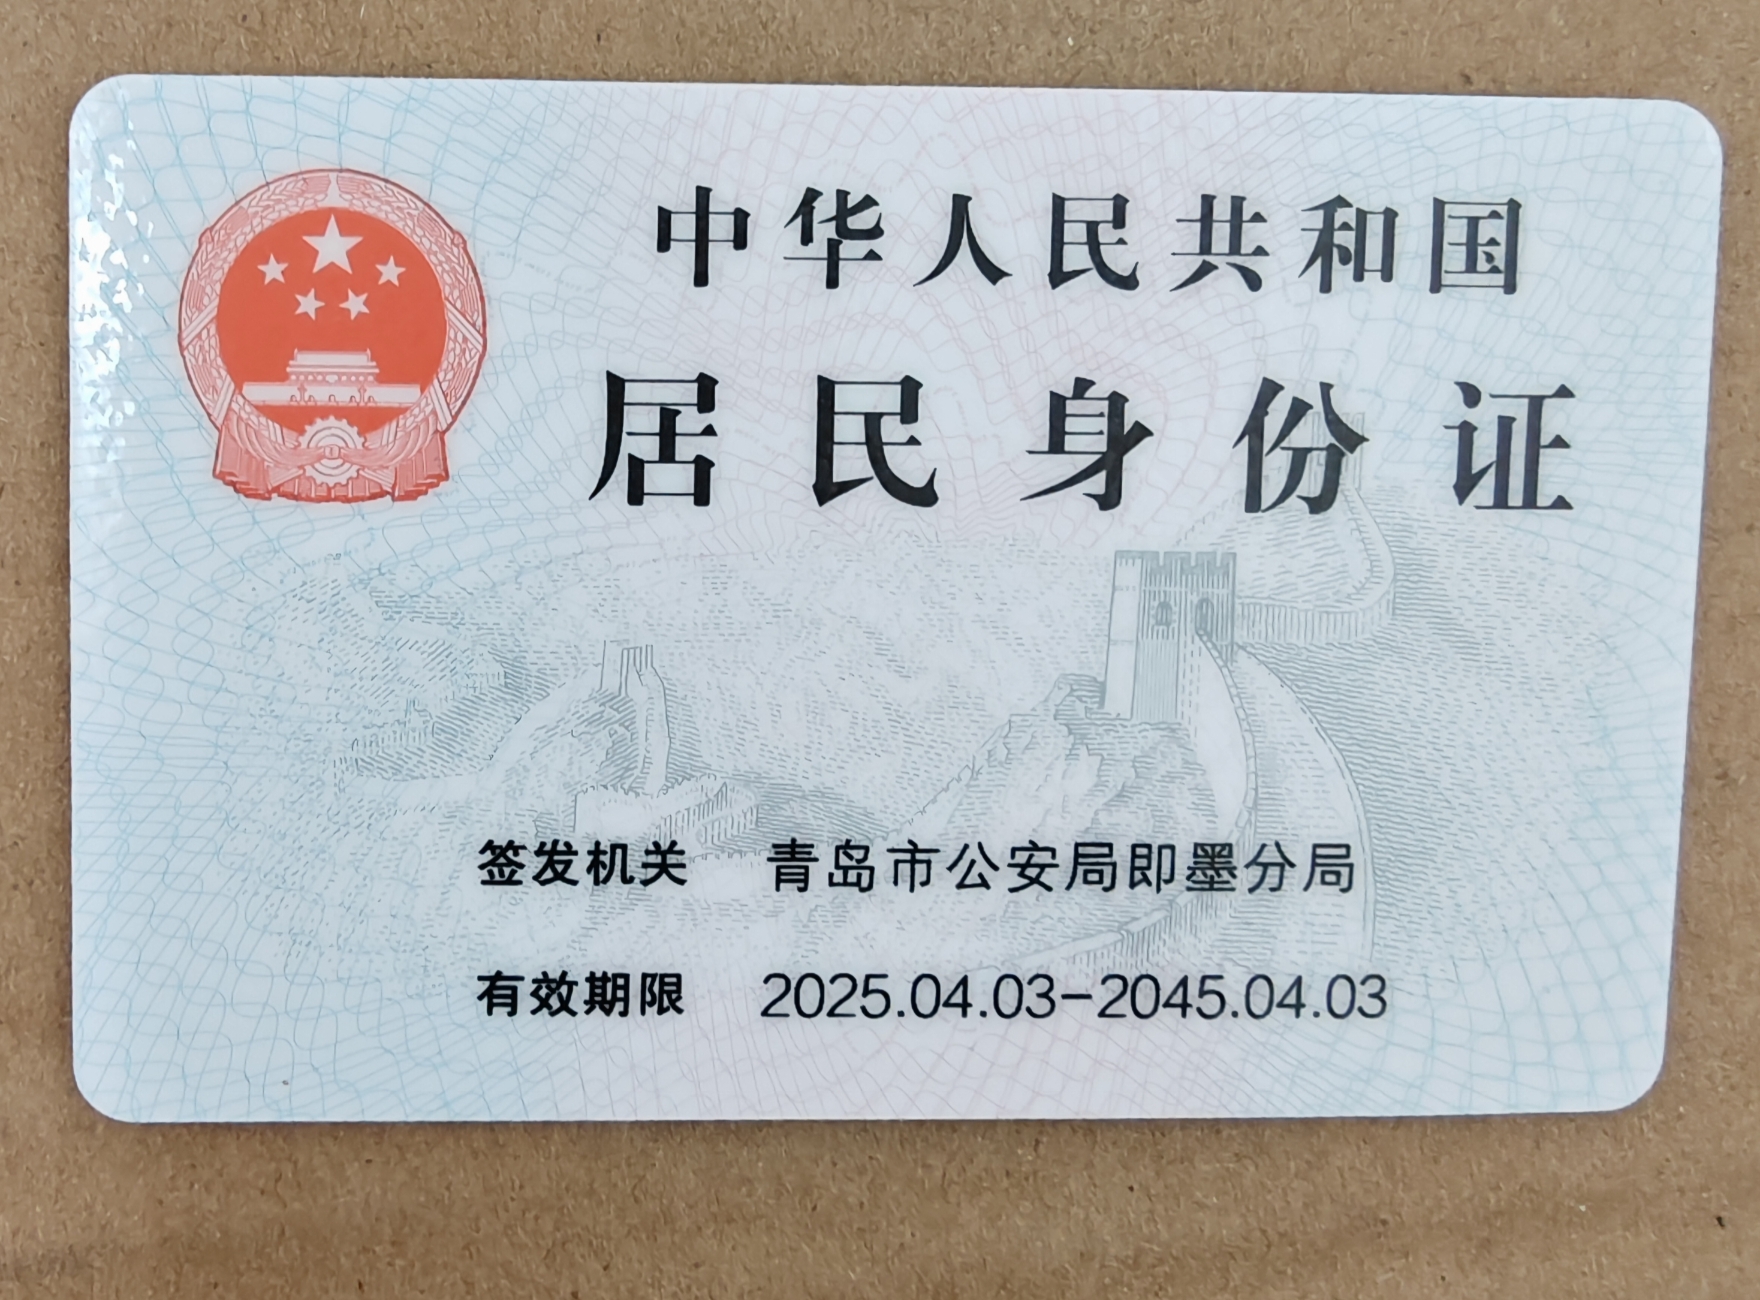 中华人民共和国
居民身份证
签发机关 青岛市公安局即墨分局
有效期限 2025.04.03-2045.04.03